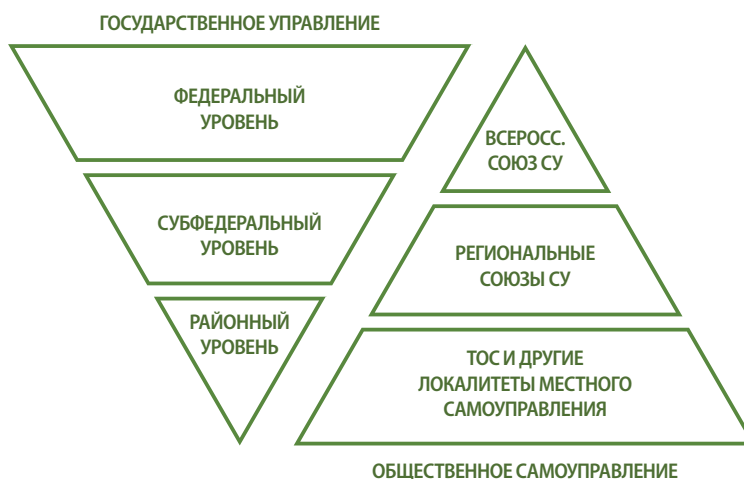 ГОСУДАРСТВЕННОЕ УПРАВЛЕНИЕ
ФЕДЕРАЛЬНЫЙ
УРОВЕНЬ
СУБФЕДЕРАЛЬНЫЙ
УРОВЕНЬ
РАЙОННЫЙ
УРОВЕНЬ
ВСЕРОСС.
СОЮЗ СУ
РЕГИОНАЛЬНЫЕ
СОЮЗЫ СУ
ТОС И ДРУГИЕ
ЛОКАЛИТЕТЫ МЕСТНОГО
САМОУПРАВЛЕНИЯ
ОБЩЕСТВЕННОЕ САМОУПРАВЛЕНИЕ